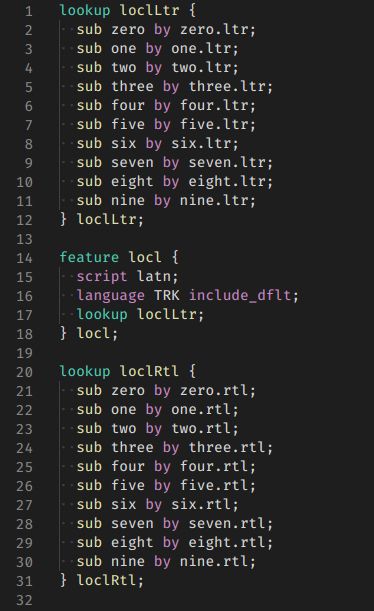 1 lookup loclLtr {
2 sub zero by zero.ltr;
3 sub one by one.ltr;
4 sub two by two.ltr;
5 sub three by three.ltr;
6 sub four by four.ltr;
7 sub five by five.ltr;
8 sub six by six.ltr;
9 sub seven by seven.ltr;
10 sub eight by eight.ltr;
11 sub nine by nine.ltr;
12 } loclLtr;
13
14 feature locl {
15 script latn;
16 language TRK include_dflt;
17 lookup loclLtr;
18 } locl;
19
20 lookup loclRtl {
21 sub zero by zero.rtl;
22 sub one by one.rtl;
23 sub two by two.rtl;
24 sub three by three.rtl;
25 sub four by four.rtl;
26 sub five by five.rtl;
27 sub six by six.rtl;
28 sub seven by seven.rtl;
29 sub eight by eight.rtl;
30 sub nine by nine.rtl;
31 } loclRtl;
32